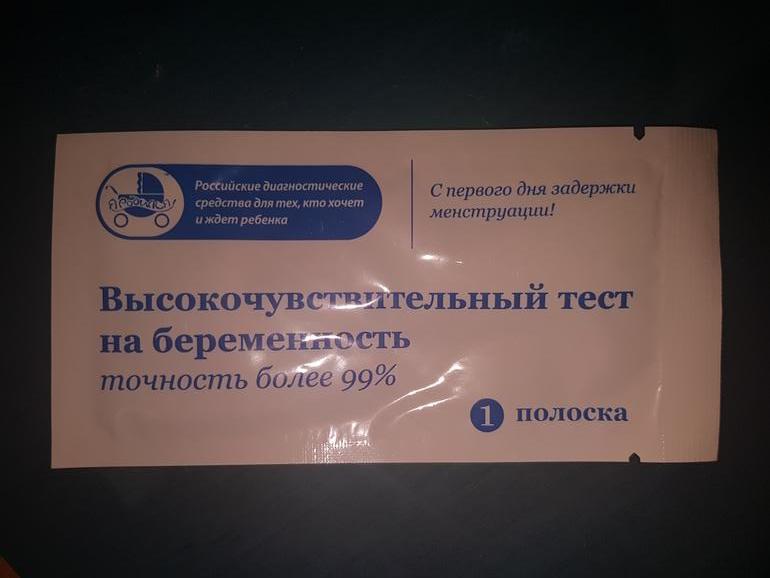 Я родился!
Российские диагностические
средства для тех, кто хочет
и ждет ребенка
С первого дня задержки
менструации!
Высокочувствительный тест
на беременность
точность более 99%
1 полоска